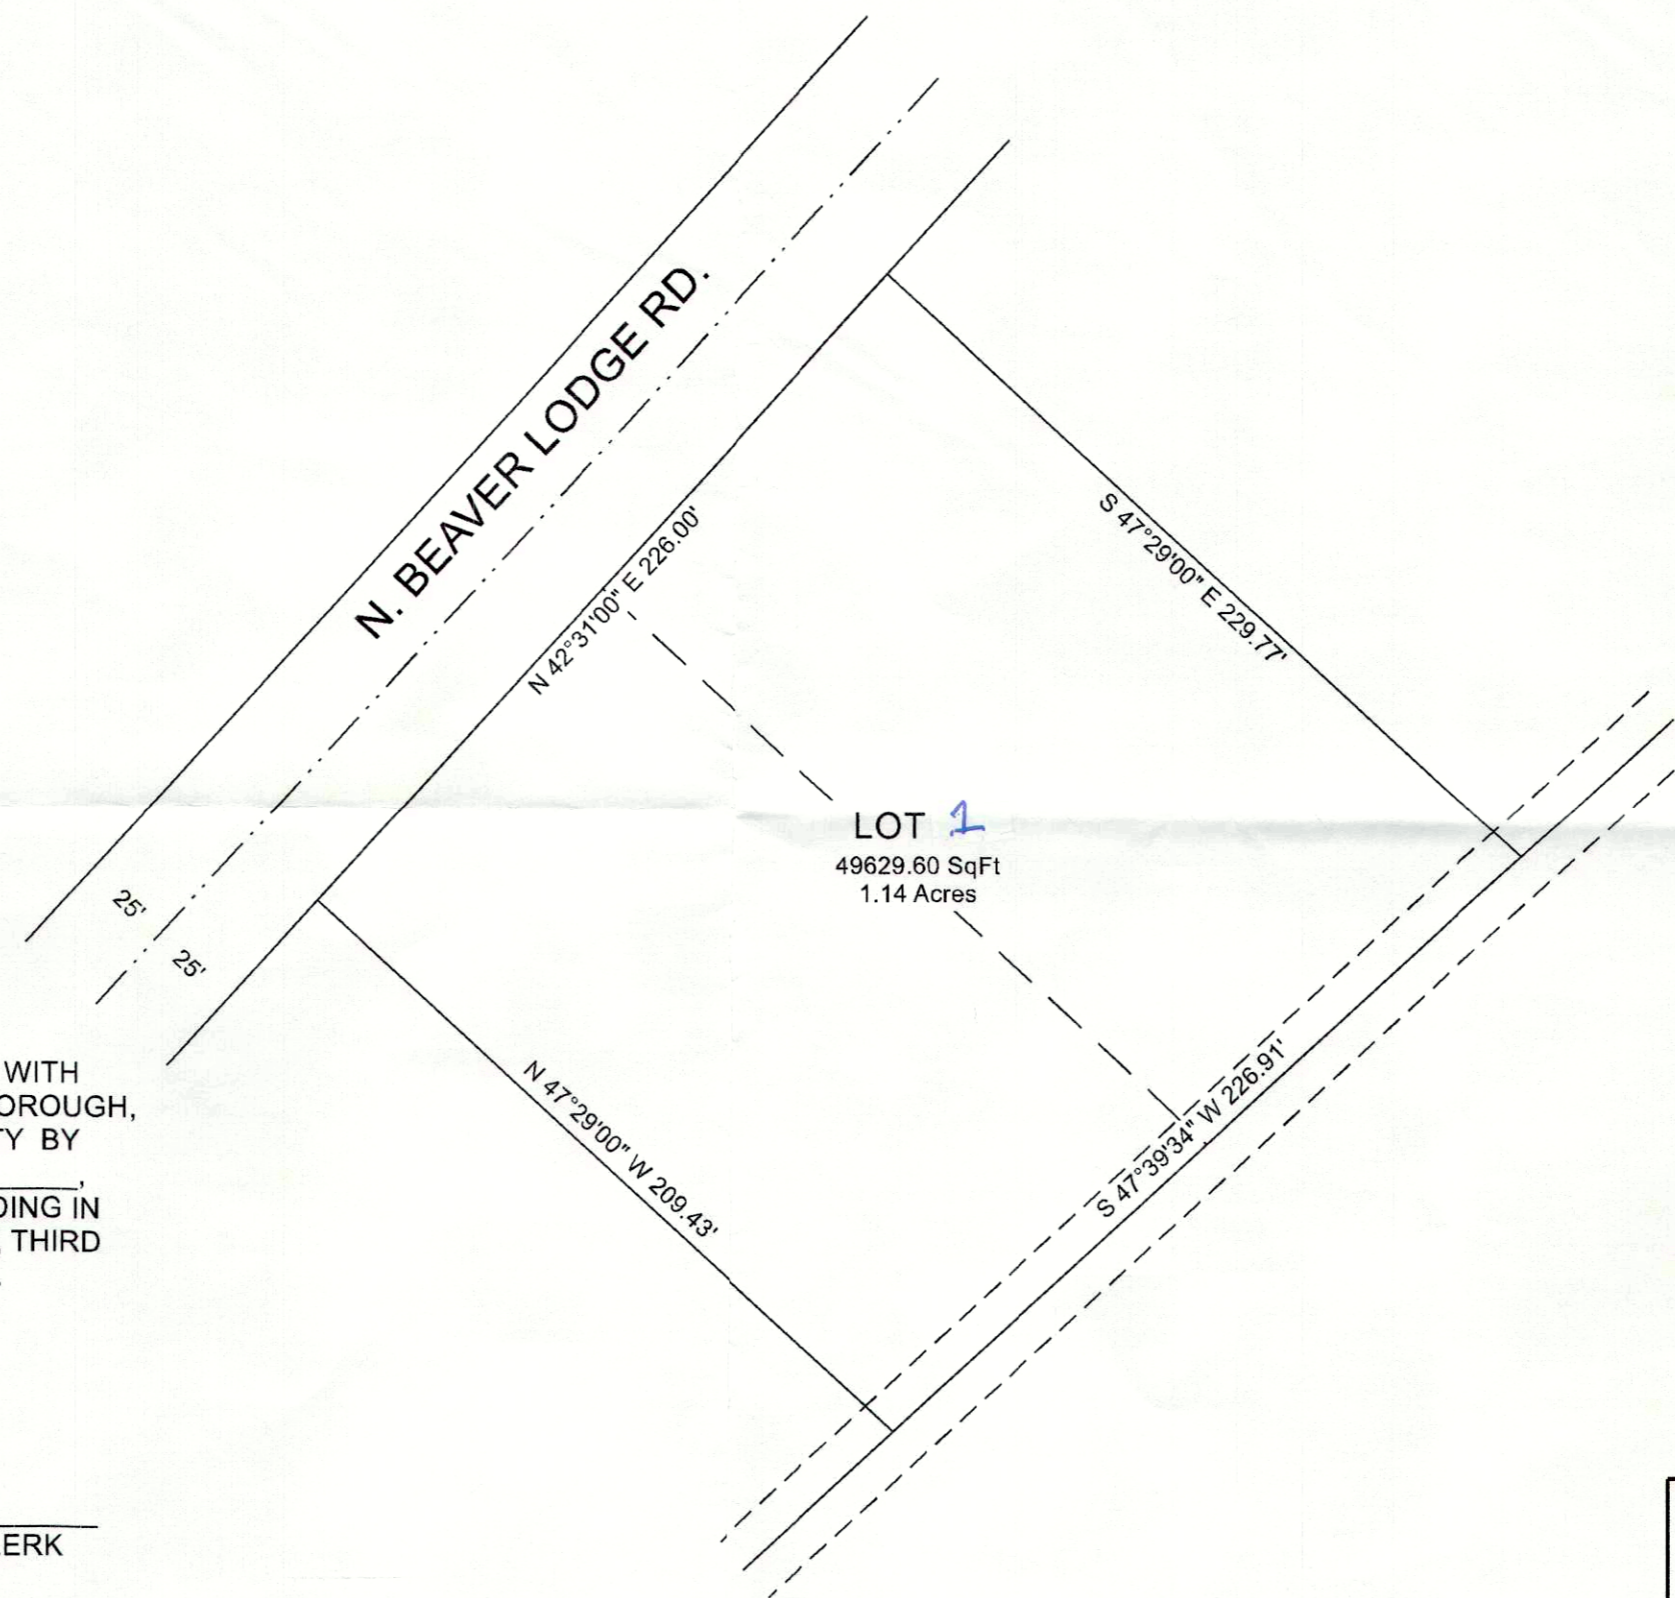 N. BEAVER LODGE RD.
N 42°31'00" E 226.00'
S 47°29'00" E 229.77'
LOT 1
49629.60 SqFt
1.14 Acres
25'
25'
N 47°29'00" W 209.43'
S 47°39'34" W 226.91'
WITH
OROUGH,
TY BY
,
DING IN
THIRD
ERK